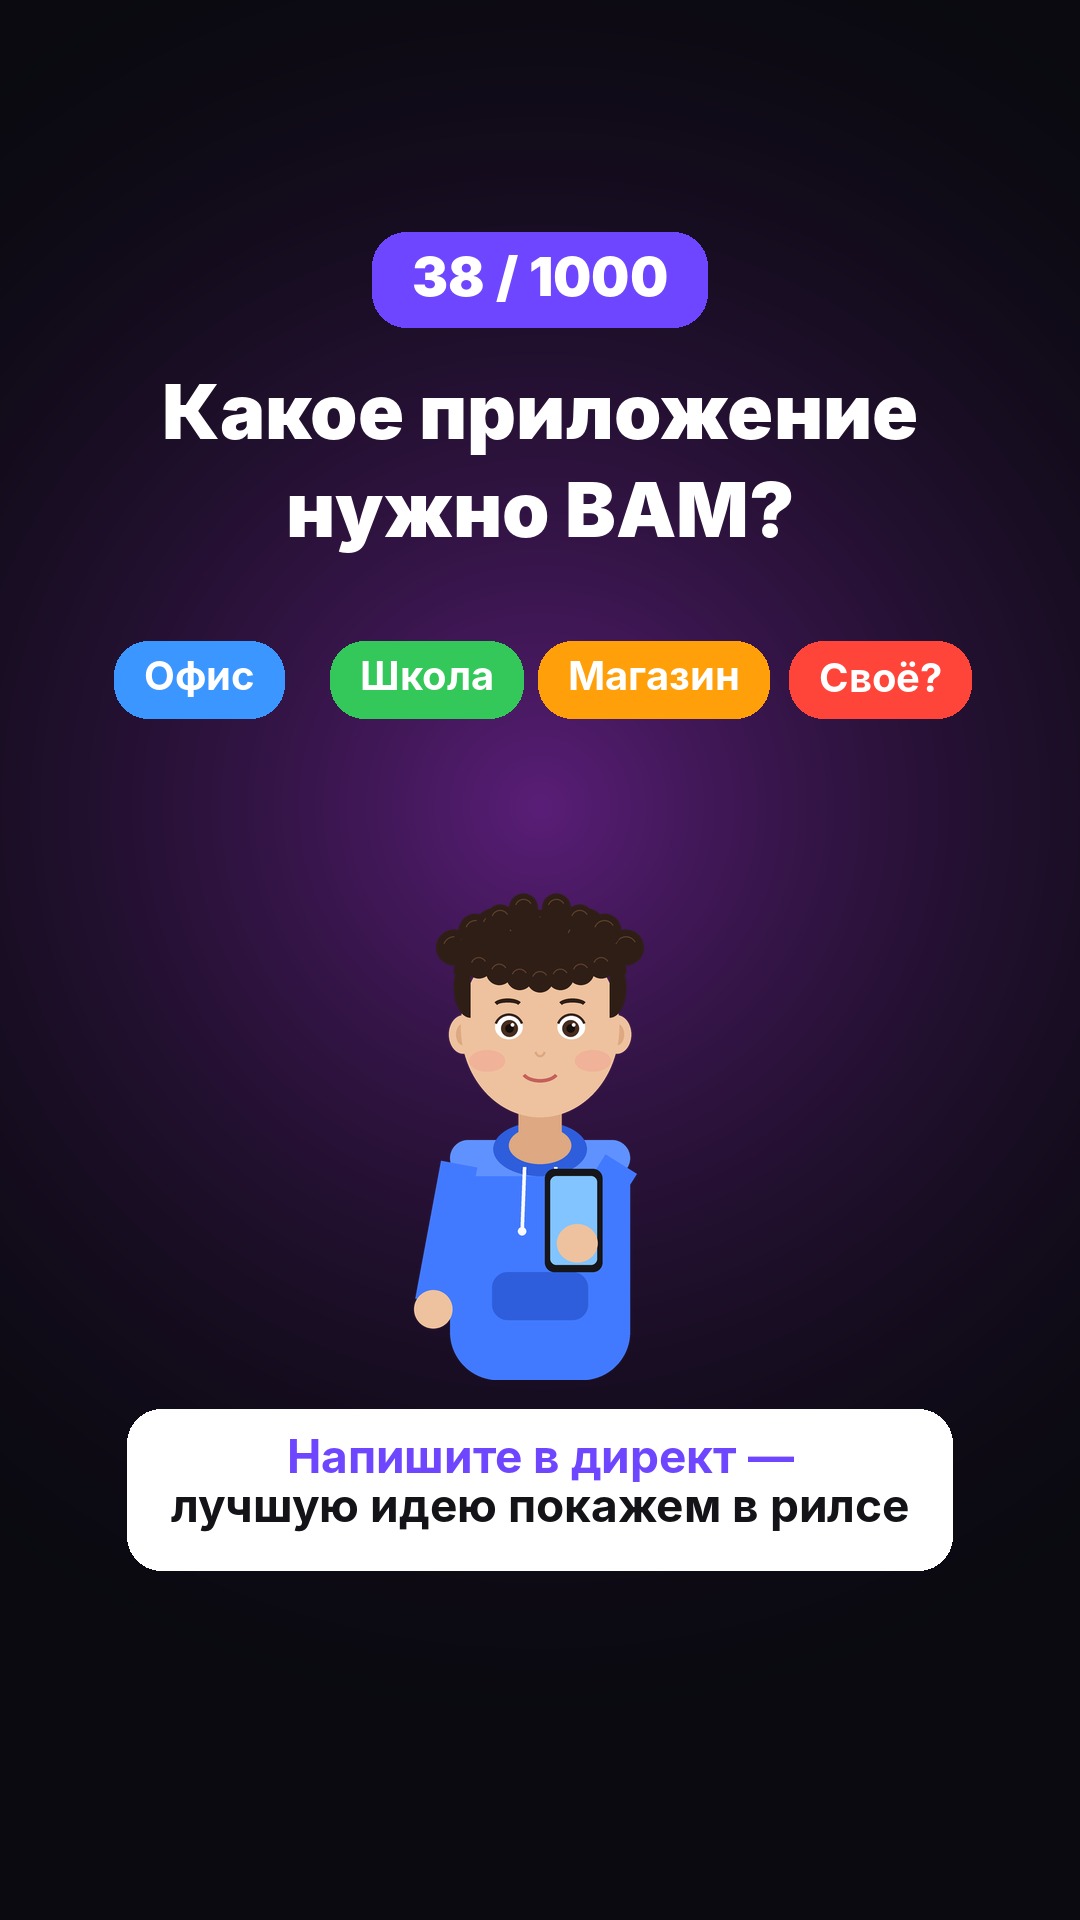 38 / 1000
Какое приложение
нужно ВАМ?
Офис Школа Магазин Своё?
Напишите в директ —
лучшую идею покажем в рилсе